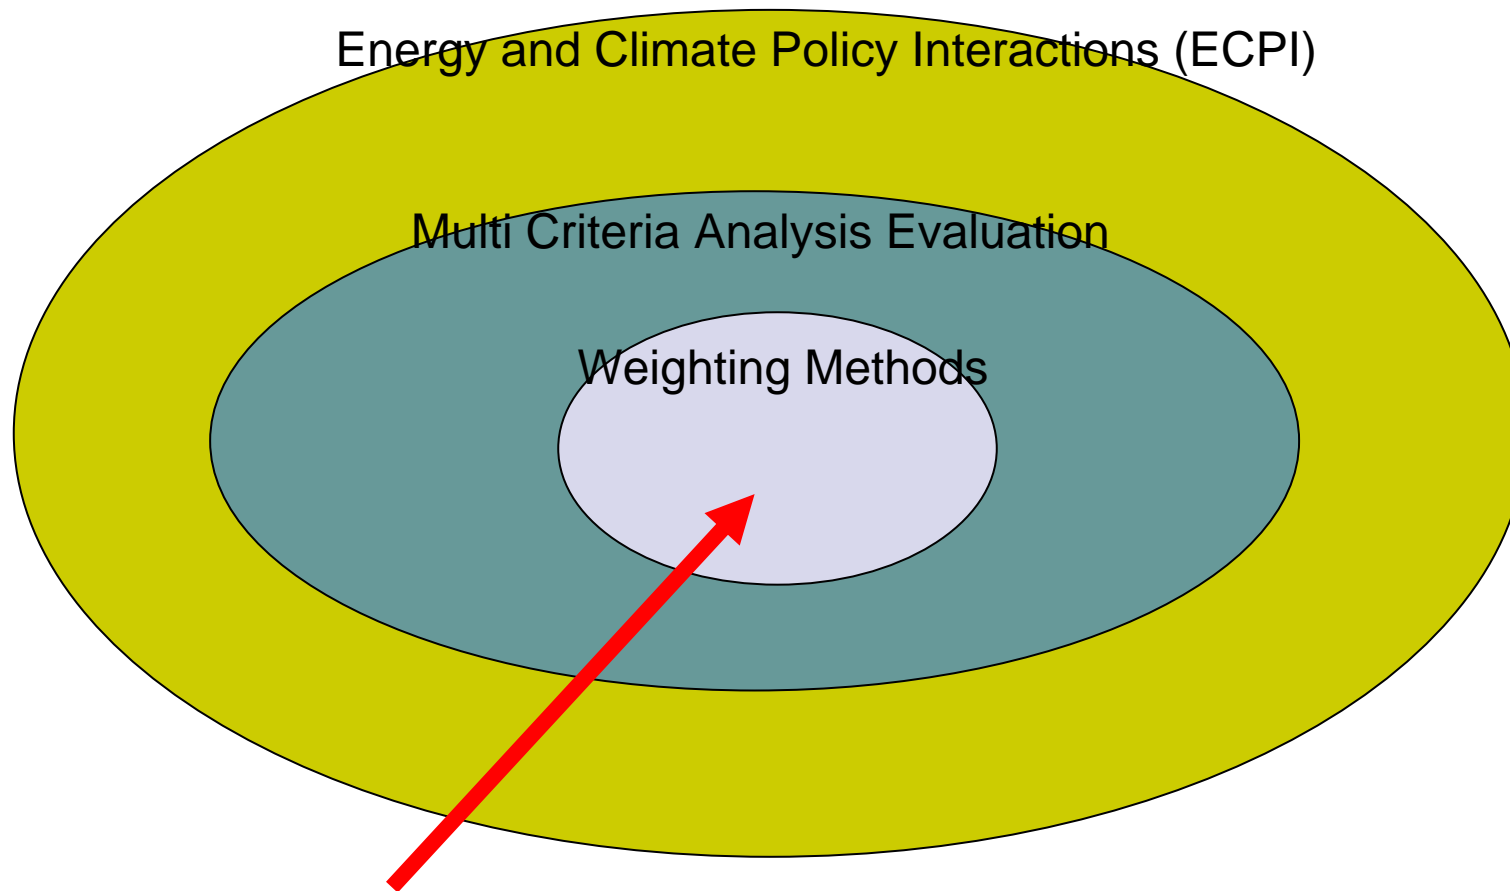 Energy and Climate Policy Interactions (ECPI)
Multi Criteria Analysis Evaluation
Weighting Methods